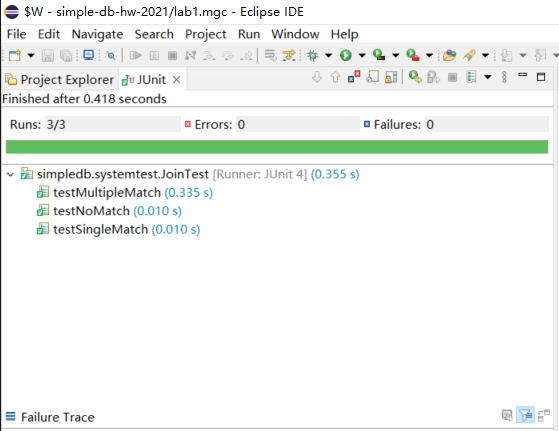 $W - simple-db-hw-2021/lab1.mgc - Eclipse IDE
File Edit Navigate Search Project Run Window Help
Project Explorer JUnit
Finished after 0.418 seconds
Runs: 3/3 Errors: 0 Failures: 0
simpledb.systemtest.JoinTest [Runner: JUnit 4] (0.355 s)
testMultipleMatch (0.335 s)
testNoMatch (0.010 s)
testSingleMatch (0.010 s)
Failure Trace